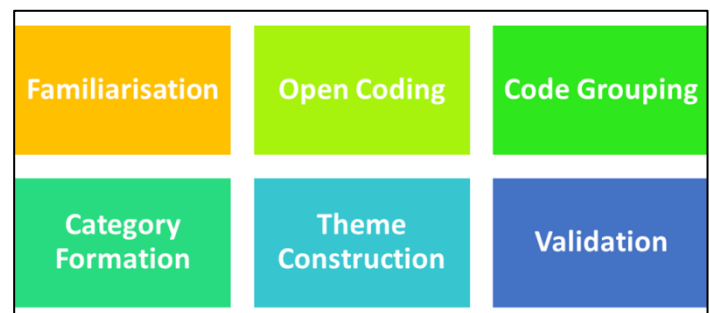 Familiarisation
Open Coding
Code Grouping
Category
Formation
Theme
Construction
Validation